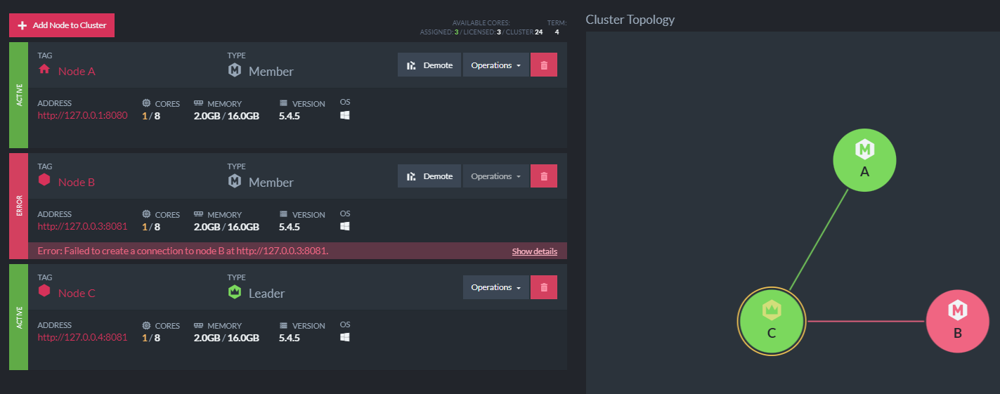 Add Node to Cluster
AVAILABLE CORES: TERM:
ASSIGNED: 3 / LICENSED: 3 / CLUSTER 24 4
ACTIVE
TAG TYPE
Node A Member Demote Operations
ADDRESS CORES MEMORY VERSION OS
http://127.0.0.1:8080 1 / 8 2.0GB / 16.0GB 5.4.5
ERROR
TAG TYPE
Node B Member Demote Operations
ADDRESS CORES MEMORY VERSION OS
http://127.0.0.3:8081 1 / 8 2.0GB / 16.0GB 5.4.5
Error: Failed to create a connection to node B at http://127.0.0.3:8081. Show details
ACTIVE
TAG TYPE
Node C Leader Operations
ADDRESS CORES MEMORY VERSION OS
http://127.0.0.4:8081 1 / 8 2.0GB / 16.0GB 5.4.5
Cluster Topology
M
A
C
M
B